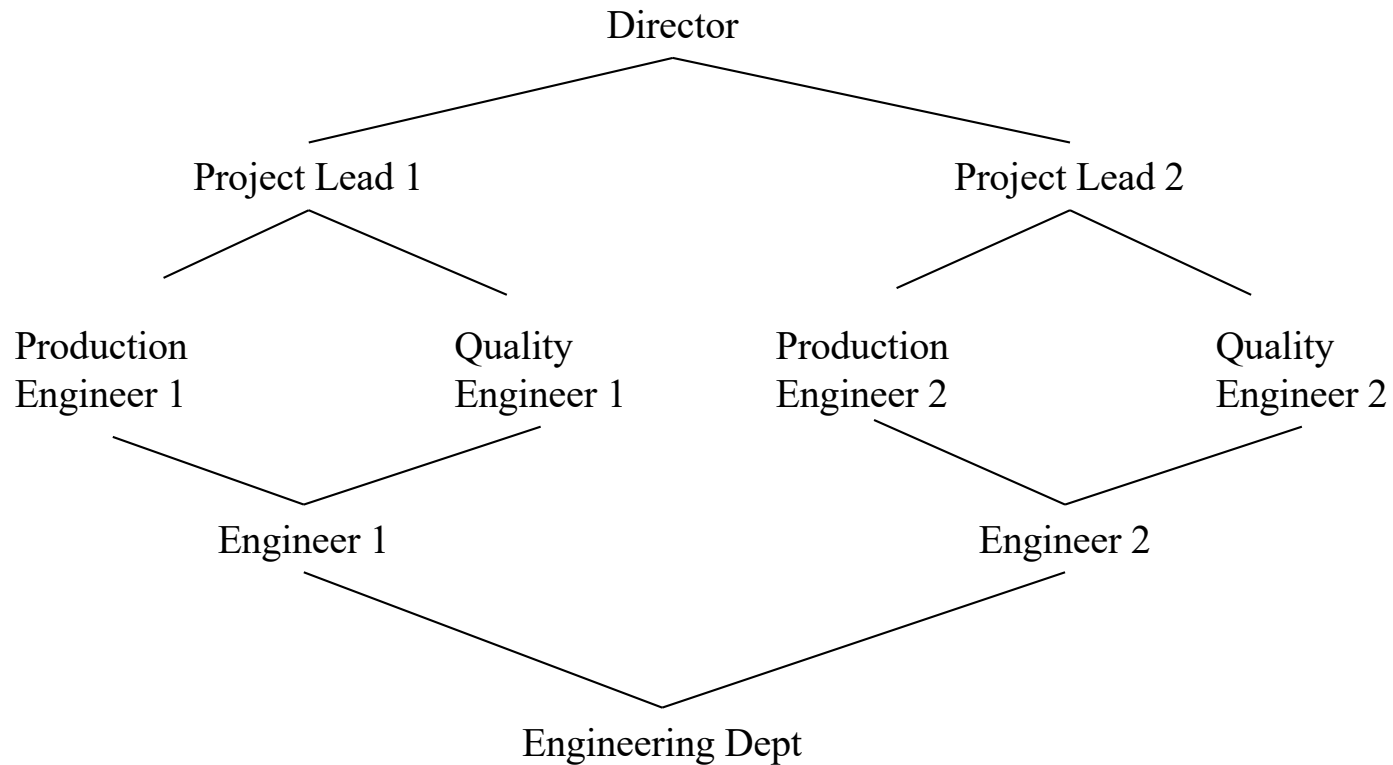 Director
Project Lead 1
Project Lead 2
Production
Engineer 1
Quality
Engineer 1
Production
Engineer 2
Quality
Engineer 2
Engineer 1
Engineer 2
Engineering Dept